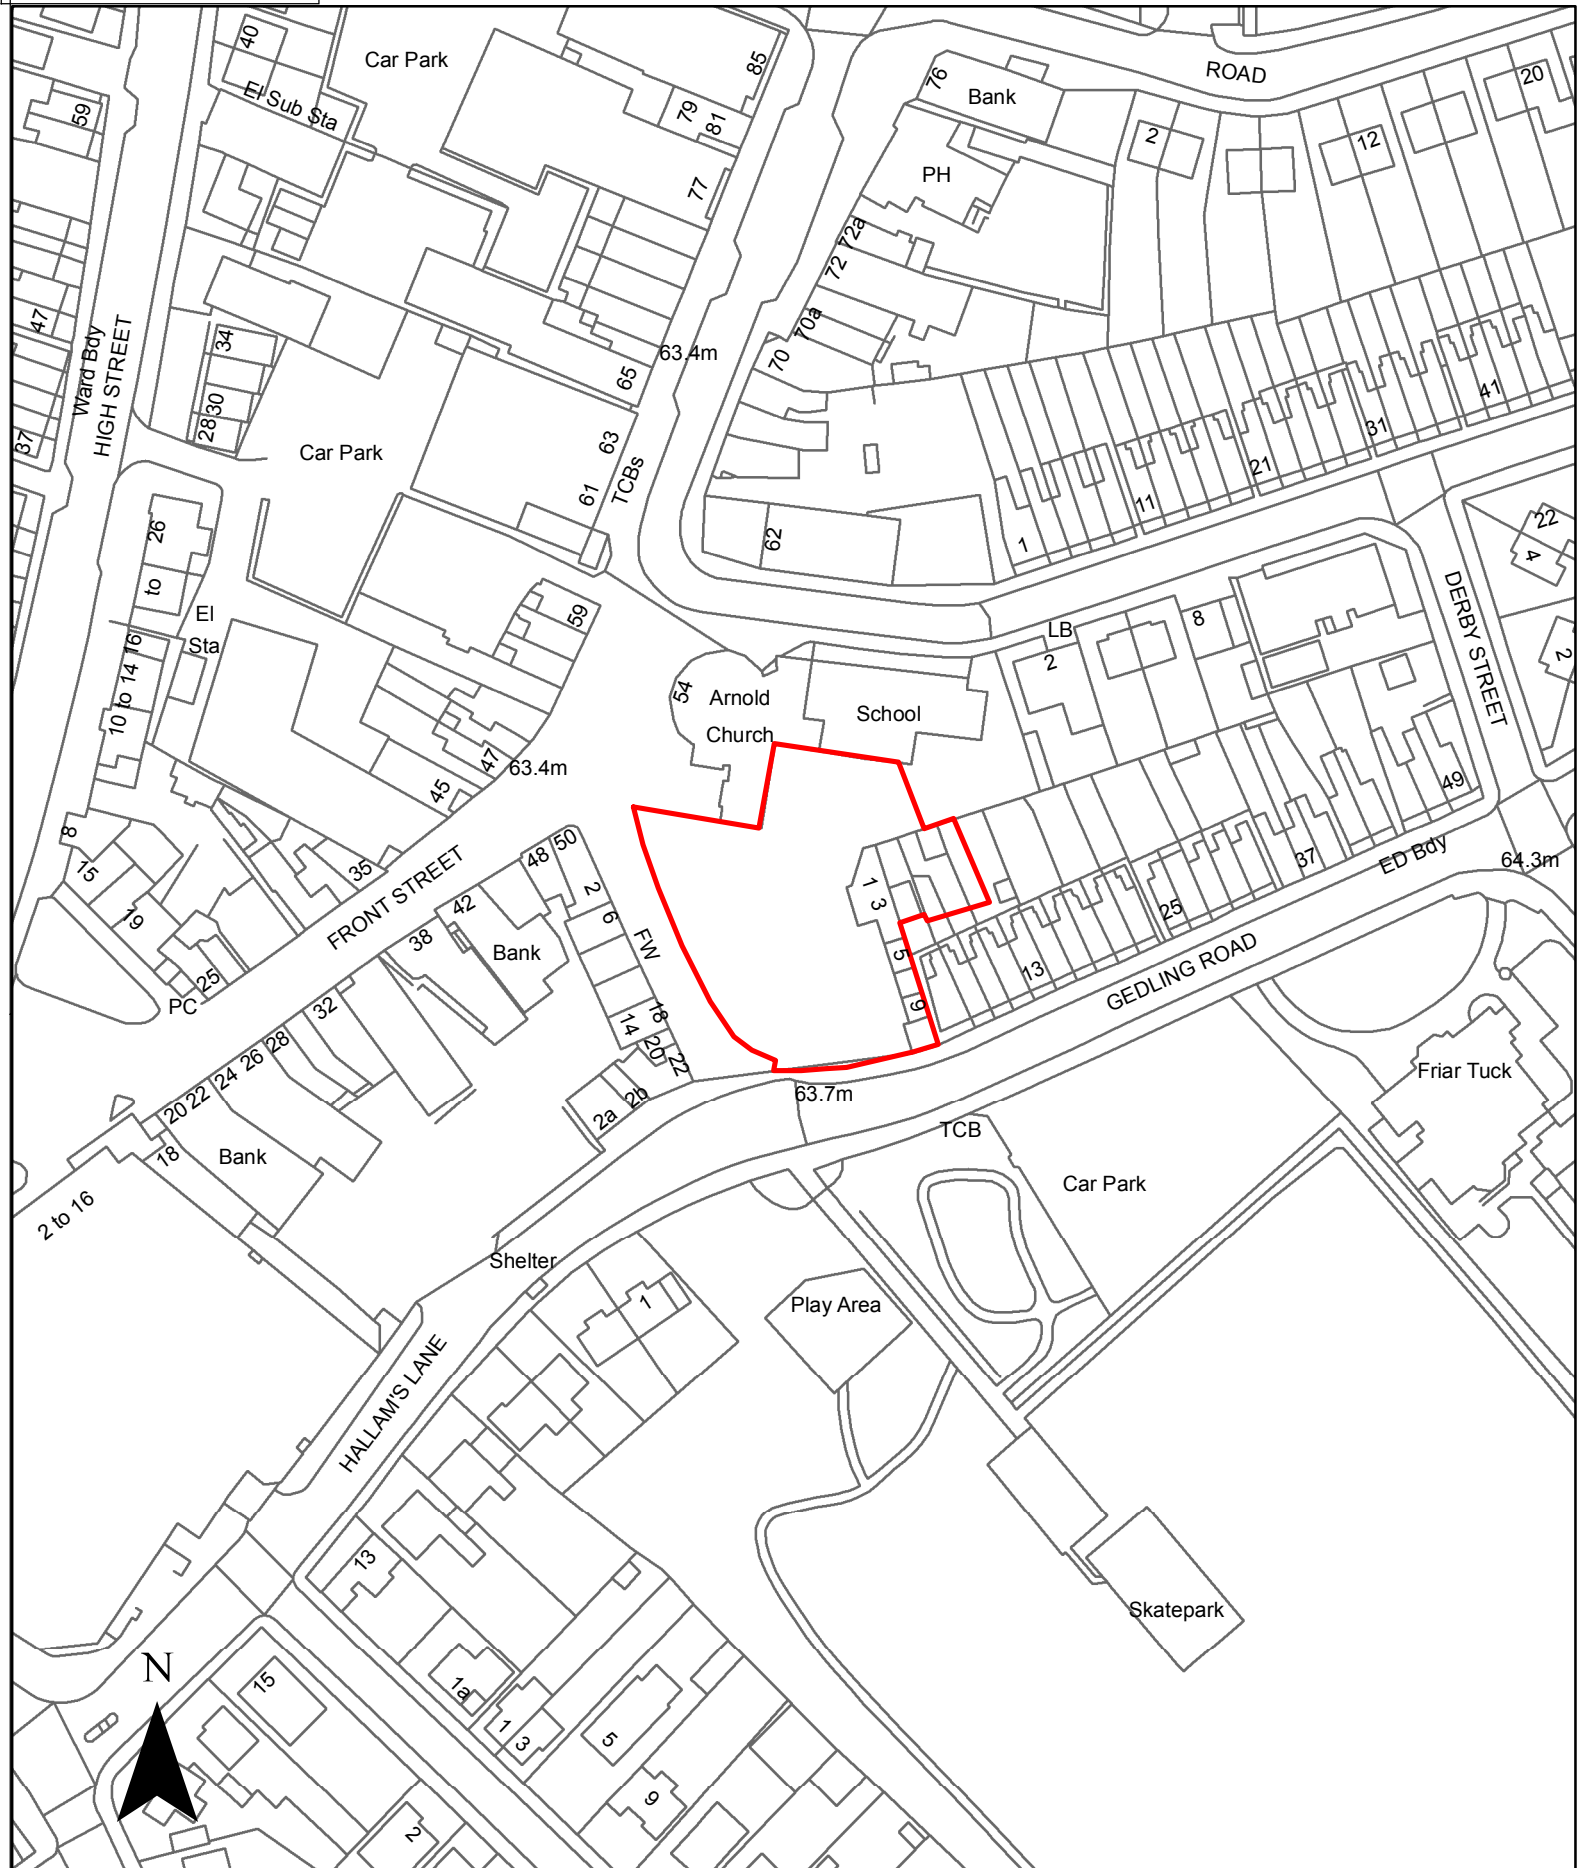 40
Car Park
85
ROAD
20
El Sub Sta
59
79
81
76
Bank
2
12
PH
77
72a
72
47
Ward Bdy
HIGH STREET
34
63.4m
70a
70
65
30
28
37
Car Park
63
61
TCBs
41
31
21
11
1
62
26
to
16
10 to 14
El
Sta
59
22
4
2
DERBY STREET
LB
2
8
54
Arnold
Church
School
47
45
63.4m
49
37
25
13
ED Bdy
64.3m
8
15
19
25
35
FRONT STREET
PC
50
48
42
38
Bank
2
6
FW
18
14
20
22
1
3
5
9
GEDLING ROAD
Friar Tuck
32
28
26
24
22
20
18
Bank
2 to 16
2a
2b
63.7m
TCB
Car Park
Shelter
1
Play Area
HALLAM'S LANE
13
Skatepark
N
15
1a
1
3
5
9
2